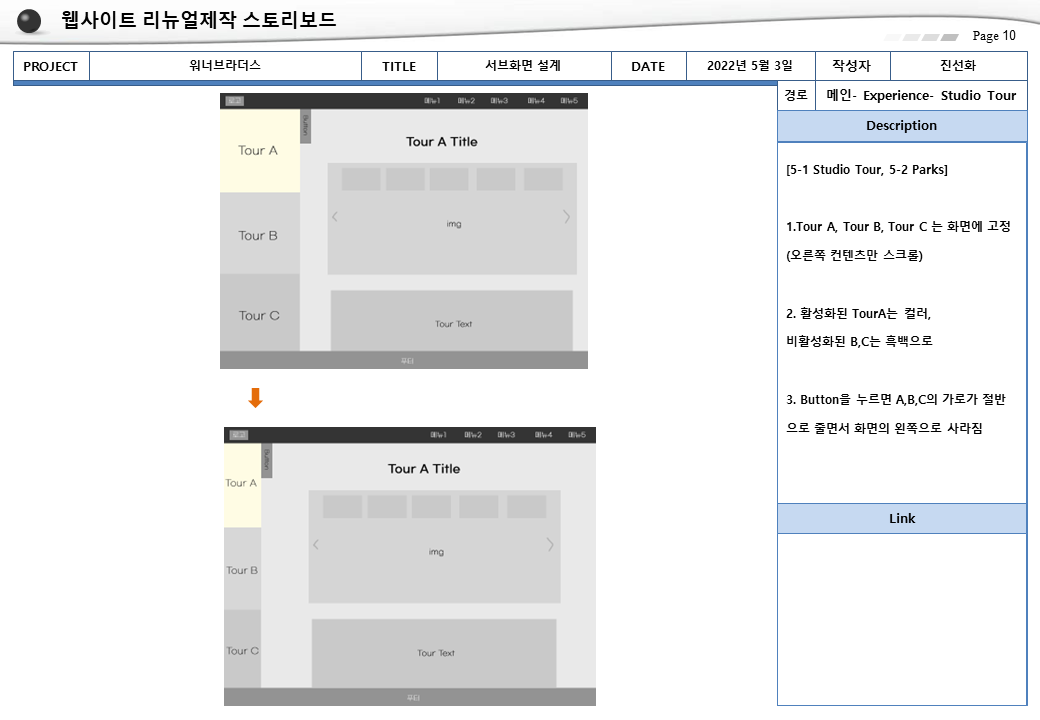 웹사이트 리뉴얼제작 스토리보드
Page 10
PROJECT 워너브라더스 TITLE 서브화면 설계 DATE 2022년 5월 3일 작성자 진선화
경로 메인- Experience- Studio Tour
로고 메뉴1 메뉴2 메뉴3 메뉴4 메뉴5
Button
Tour A
Tour A Title
img
Tour B
Tour C
Tour Text
푸터
로고 메뉴1 메뉴2 메뉴3 메뉴4 메뉴5
Button
Tour A Title
Tour A
img
Tour B
Tour C
Tour Text
푸터
Description
[5-1 Studio Tour, 5-2 Parks]
1.Tour A, Tour B, Tour C 는 화면에 고정
(오른쪽 컨텐츠만 스크롤)
2. 활성화된 TourA는 컬러,
비활성화된 B,C는 흑백으로
3. Button을 누르면 A,B,C의 가로가 절반
으로 줄면서 화면의 왼쪽으로 사라짐
Link